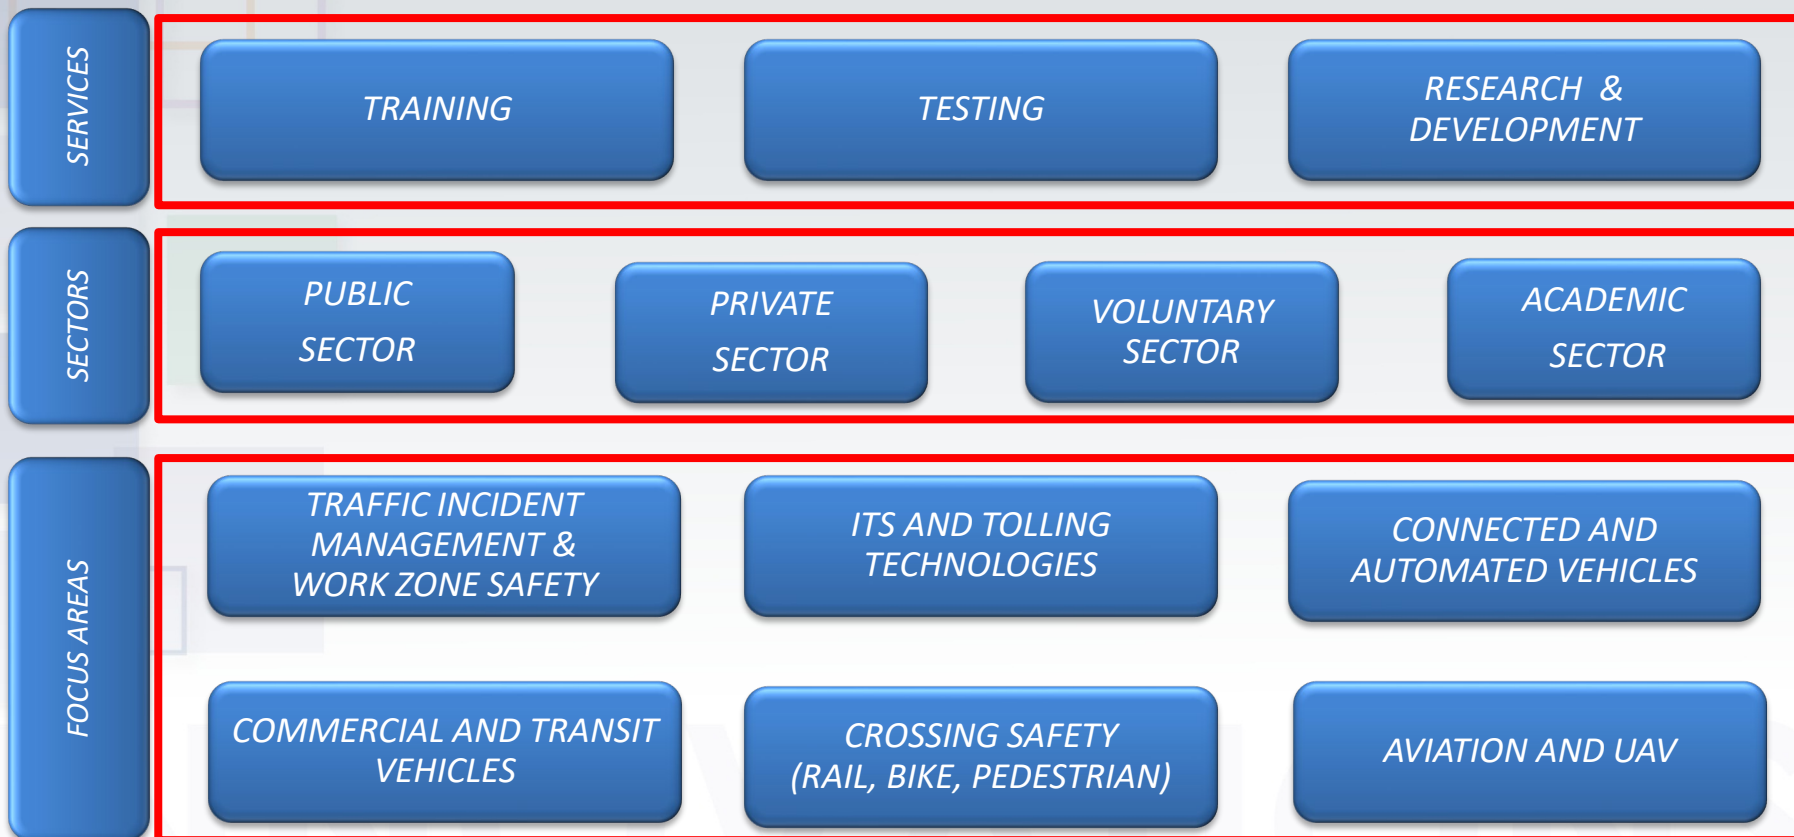 SERVICES
TRAINING
TESTING
RESEARCH &
DEVELOPMENT
SECTORS
PUBLIC
SECTOR
PRIVATE
SECTOR
VOLUNTARY
SECTOR
ACADEMIC
SECTOR
FOCUS AREAS
TRAFFIC INCIDENT
MANAGEMENT &
WORK ZONE SAFETY
ITS AND TOLLING
TECHNOLOGIES
CONNECTED AND
AUTOMATED VEHICLES
COMMERCIAL AND TRANSIT
VEHICLES
CROSSING SAFETY
(RAIL, BIKE, PEDESTRIAN)
AVIATION AND UAV